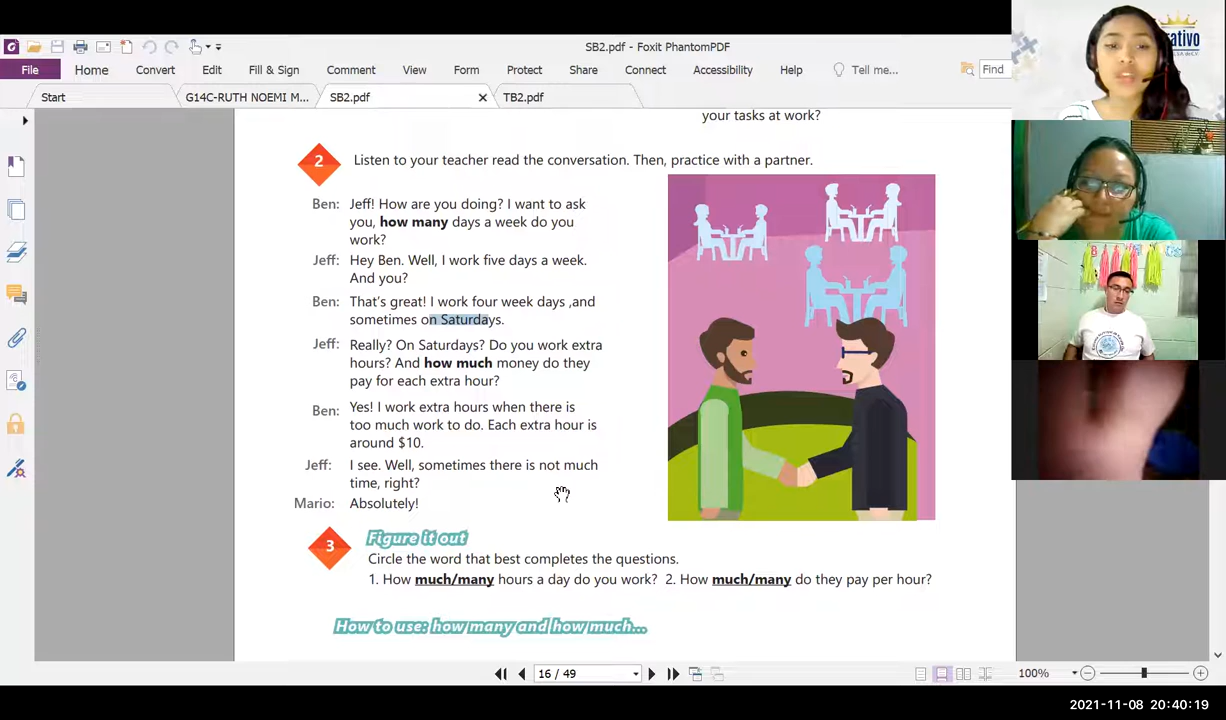 SB2.pdf - Foxit PhantomPDF
File Home Convert Edit Fill & Sign Comment View Form Protect Share Connect Accessibility Help Tell me... Find
Start G14C-RUTH NOEMI M... SB2.pdf TB2.pdf
your tasks at work?
2 Listen to your teacher read the conversation. Then, practice with a partner.
Ben: Jeff! How are you doing? I want to ask
you, how many days a week do you
work?
Jeff: Hey Ben. Well, I work five days a week.
And you?
Ben: That's great! I work four week days ,and
sometimes on Saturdays.
Jeff: Really? On Saturdays? Do you work extra
hours? And how much money do they
pay for each extra hour?
Ben: Yes! I work extra hours when there is
too much work to do. Each extra hour is
around $10.
Jeff: I see. Well, sometimes there is not much
time, right?
Mario: Absolutely!
3 Figure it out
Circle the word that best completes the questions.
1. How much/many hours a day do you work? 2. How much/many do they pay per hour?
How to use: how many and how much...
16 / 49
100%
2021-11-08 20:40:19